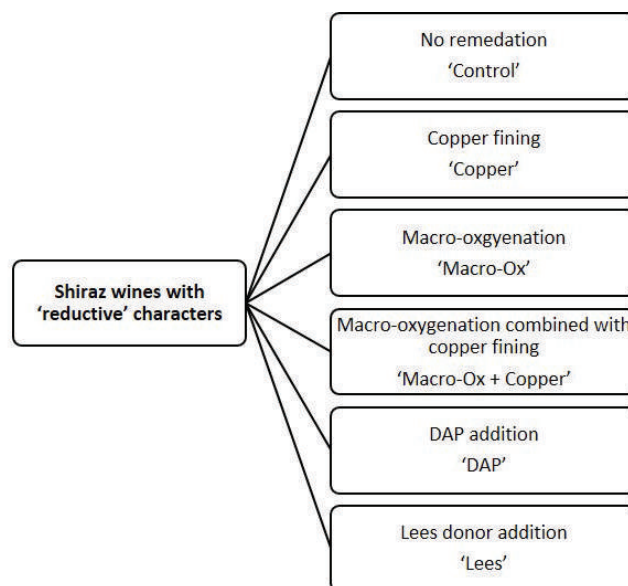 No remedation
‘Control’
Copper fining
‘Copper’
Macro-oxgyenation
‘Macro-Ox’
Shiraz wines with
‘reductive’ characters
Macro-oxygenation combined with
copper fining
‘Macro-Ox + Copper’
DAP addition
‘DAP’
Lees donor addition
‘Lees’